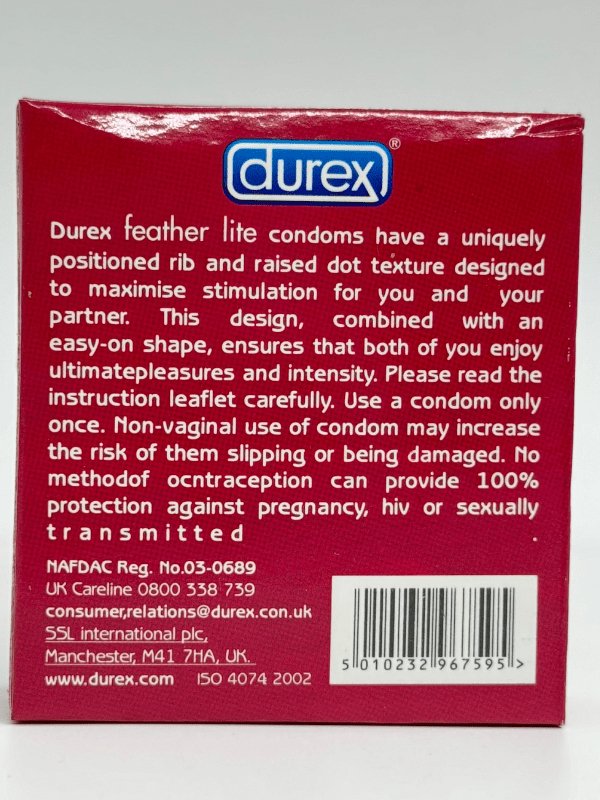 durex®
Durex feather lite condoms have a uniquely
positioned rib and raised dot texture designed
to maximise stimulation for you and your
partner. This design, combined with an
easy-on shape, ensures that both of you enjoy
ultimatepleasures and intensity. Please read the
instruction leaflet carefully. Use a condom only
once. Non-vaginal use of condom may increase
the risk of them slipping or being damaged. No
methodof ocntraception can provide 100%
protection against pregnancy, hiv or sexually
transmitted .
NAFDAC Reg. No.03-0689
UK Careline 0800 338 739
consumer,relations@durex.con.uk
SSL international plc,
Manchester, M41 7HA, UK.
www.durex.com ISO 4074 2002
5 010232 967595 >